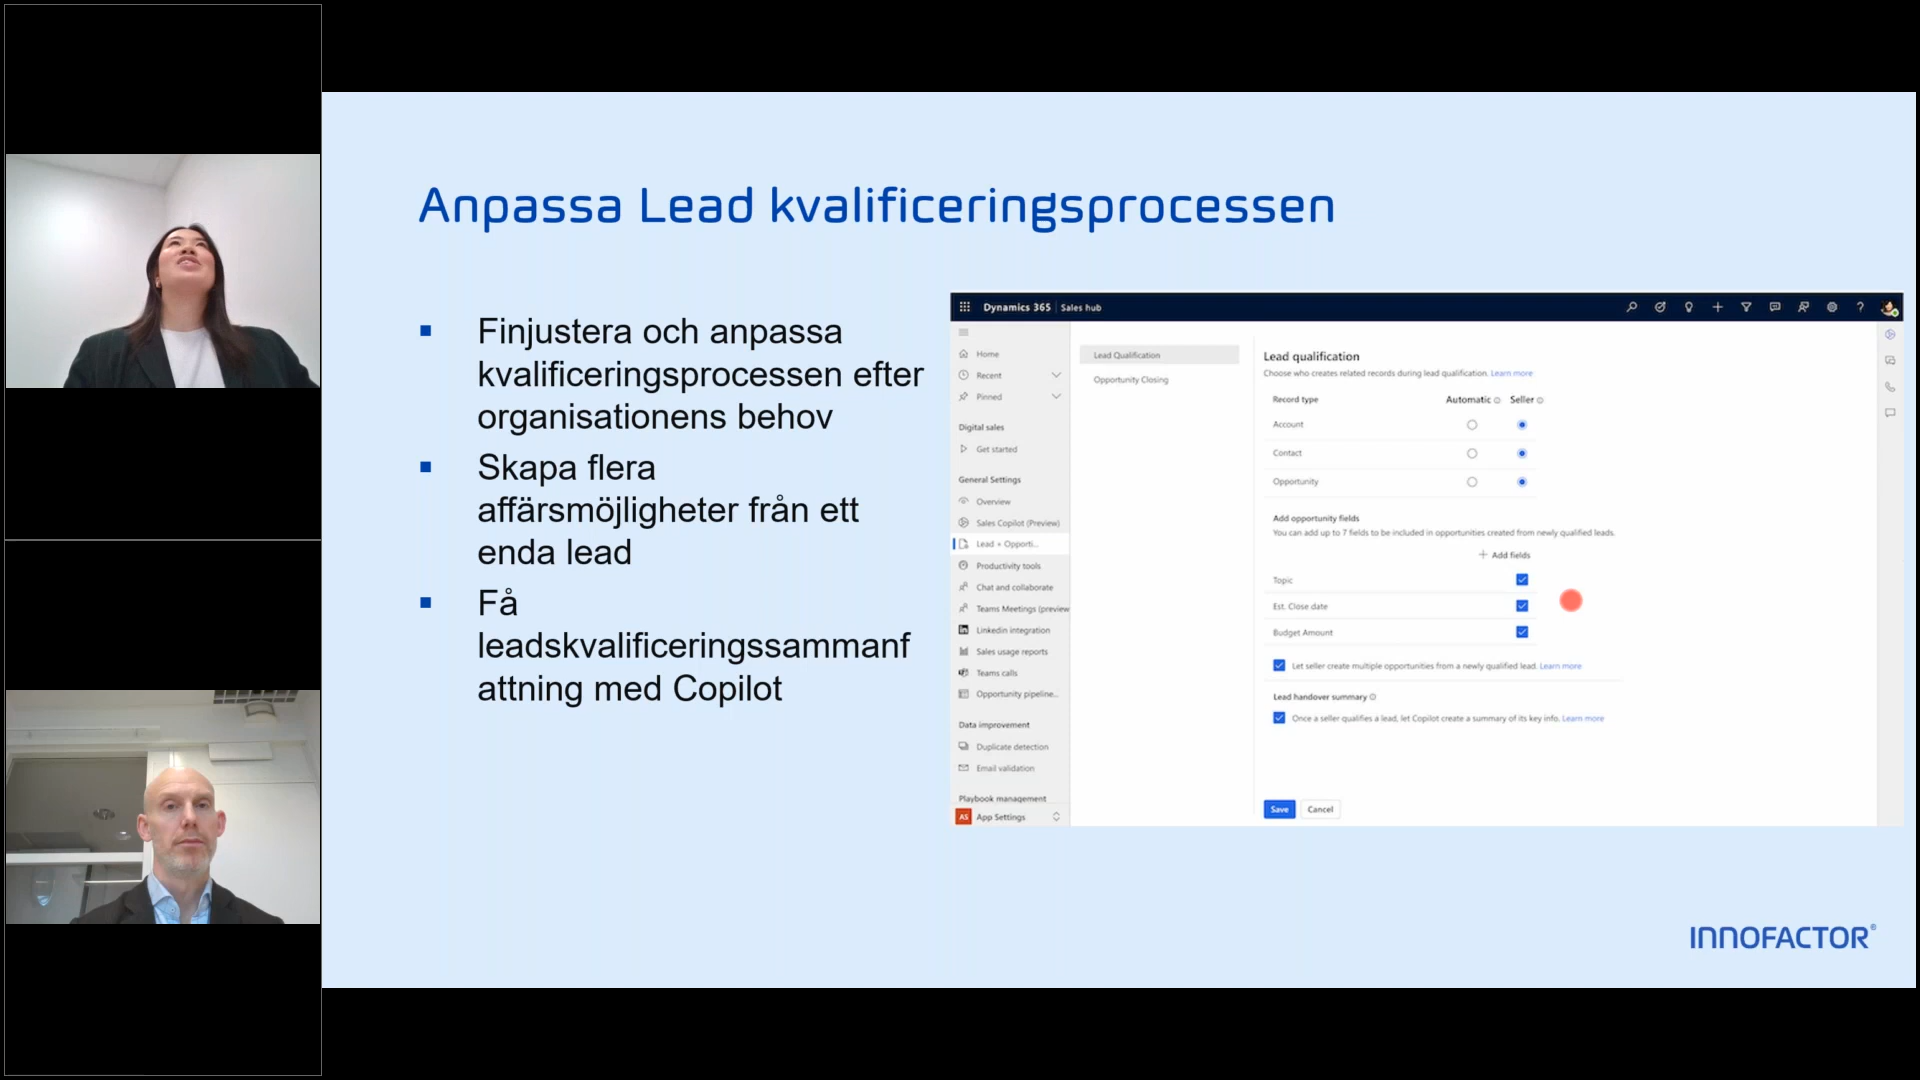 Anpassa Lead kvalificeringsprocessen
Finjustera och anpassa
kvalificeringsprocessen efter
organisationens behov
Skapa flera
affärsmöjligheter från ett
enda lead
Få
leadskvalificeringssammanf
attning med Copilot
Dynamics 365 Sales hub
Home
Recent
Pinned
Digital sales
Get started
General Settings
Overview
Sales Copilot (Preview)
Lead + Opporti...
Productivity tools
Chat and collaborate
Teams Meetings (preview
Linkedin integration
Sales usage reports
Teams calls
Opportunity pipeline...
Data improvement
Duplicate detection
Email validation
Playbook management
AS App Settings
Lead Qualification
Opportunity Closing
Lead qualification
Choose who creates related records during lead qualification. Learn more
Record type Automatic Seller
Account
Contact
Opportunity
Add opportunity fields
You can add up to 7 fields to be included in opportunities created from newly qualified leads.
+ Add fields
Topic
Est. Close date
Budget Amount
Let seller create multiple opportunities from a newly qualified lead. Learn more
Lead handover summary
Once a seller qualifies a lead, let Copilot create a summary of its key info. Learn more
Save Cancel
INNOFACTOR®